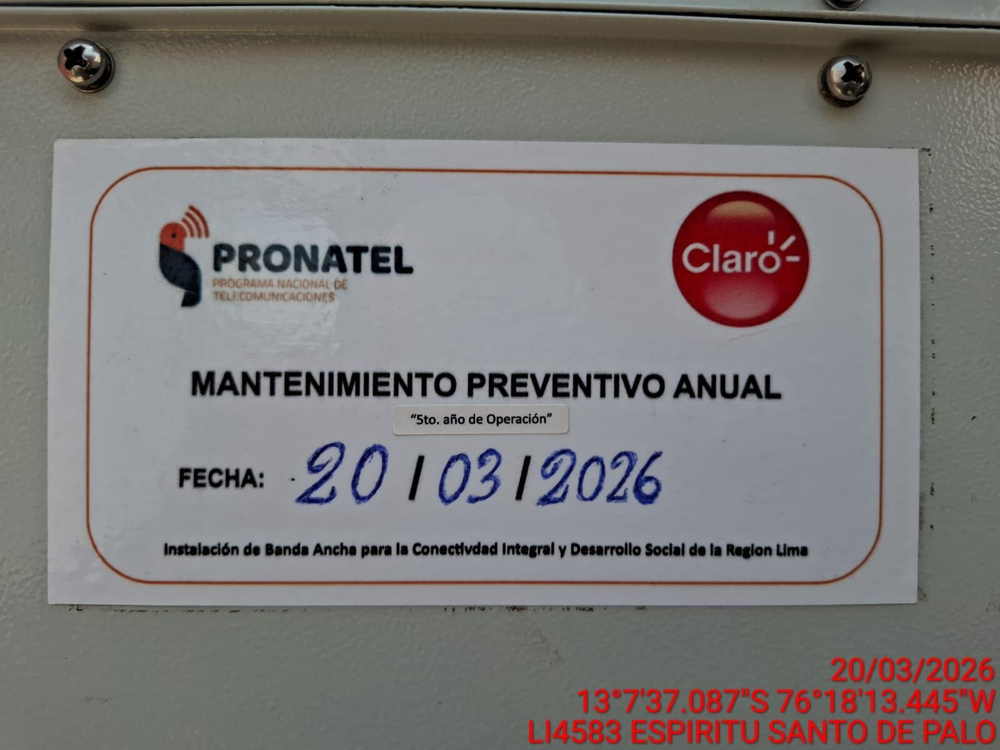 PRONATEL
PROGRAMA NACIONAL DE
TELECOMUNICACIONES
Claro
MANTENIMIENTO PREVENTIVO ANUAL
“5to. año de Operación”
FECHA: 20 / 03 / 2026
Instalación de Banda Ancha para la Conectivdad Integral y Desarrollo Social de la Region Lima
20/03/2026
13°7'37.087"S 76°18'13.445"W
LI4583 ESPIRITU SANTO DE PALO